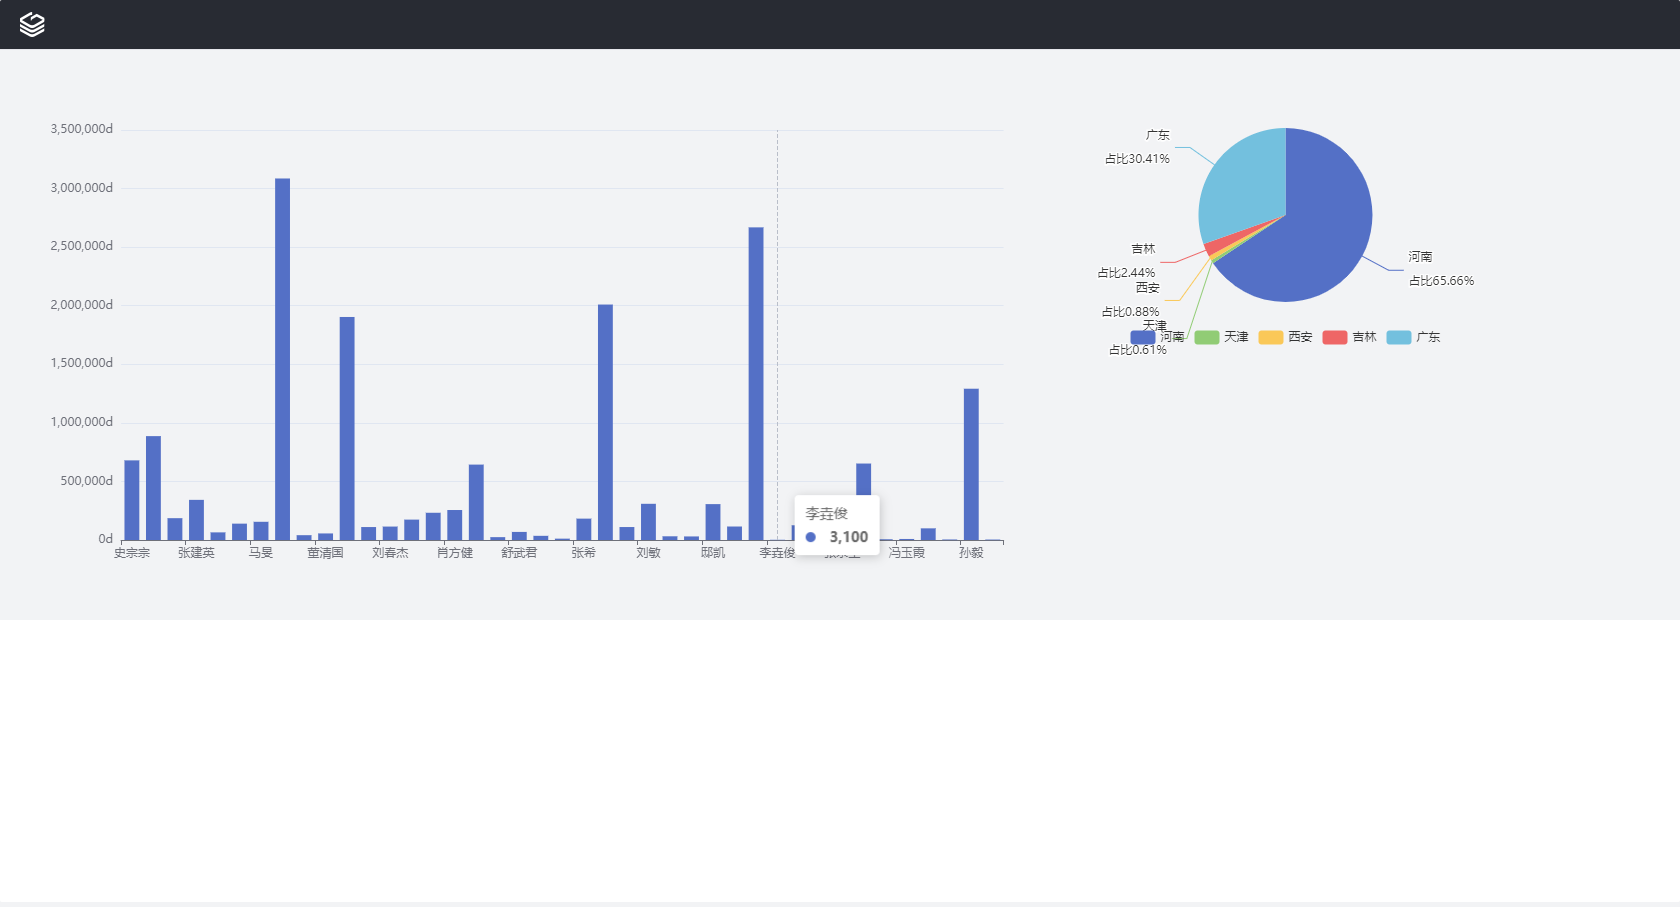 3,500,000d
3,000,000d
2,500,000d
2,000,000d
1,500,000d
1,000,000d
500,000d
0d
史宗宗 张建英 马旻 董清国 刘春杰 肖方健 舒武君 张希 刘敏 邸凯 李垚俊 冯玉霞 孙毅
李垚俊
3,100
广东
占比30.41%
吉林
占比2.44%
西安
占比0.88%
天津
占比0.61%
河南
占比65.66%
河南 天津 西安 吉林 广东